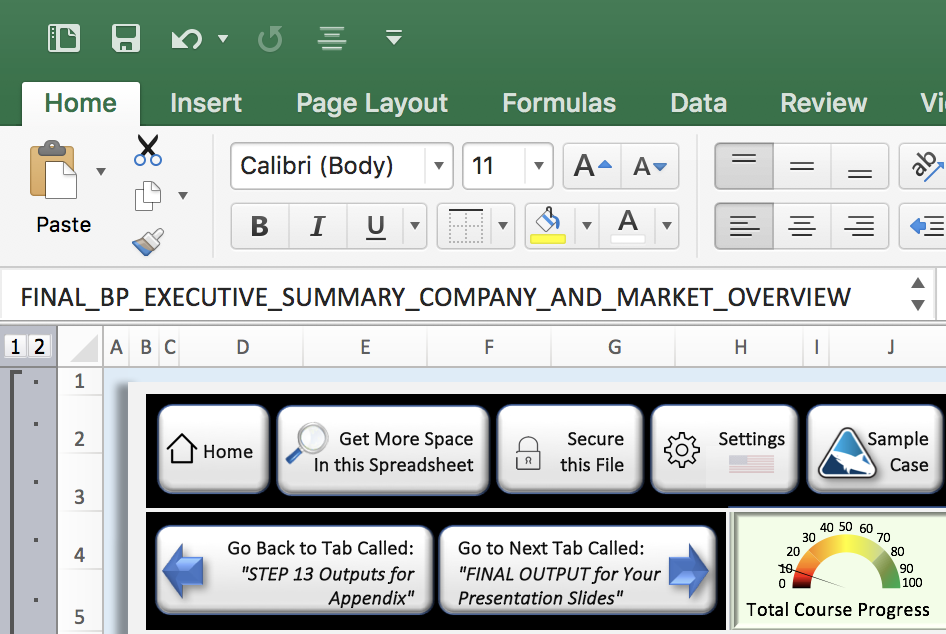 Home Insert Page Layout Formulas Data Review Vi
Calibri (Body) 11 A A ab
Paste B I U A
FINAL_BP_EXECUTIVE_SUMMARY_COMPANY_AND_MARKET_OVERVIEW
1 2 A B C D E F G H I J
1
2
3
4
5
Home
Get More Space
In this Spreadsheet
Secure
this File
R
Settings
Sample
Case
Go Back to Tab Called:
"STEP 13 Outputs for
Appendix"
Go to Next Tab Called:
"FINAL OUTPUT for Your
Presentation Slides"
0 10 20 30 40 50 60 70 80 90 100
Total Course Progress